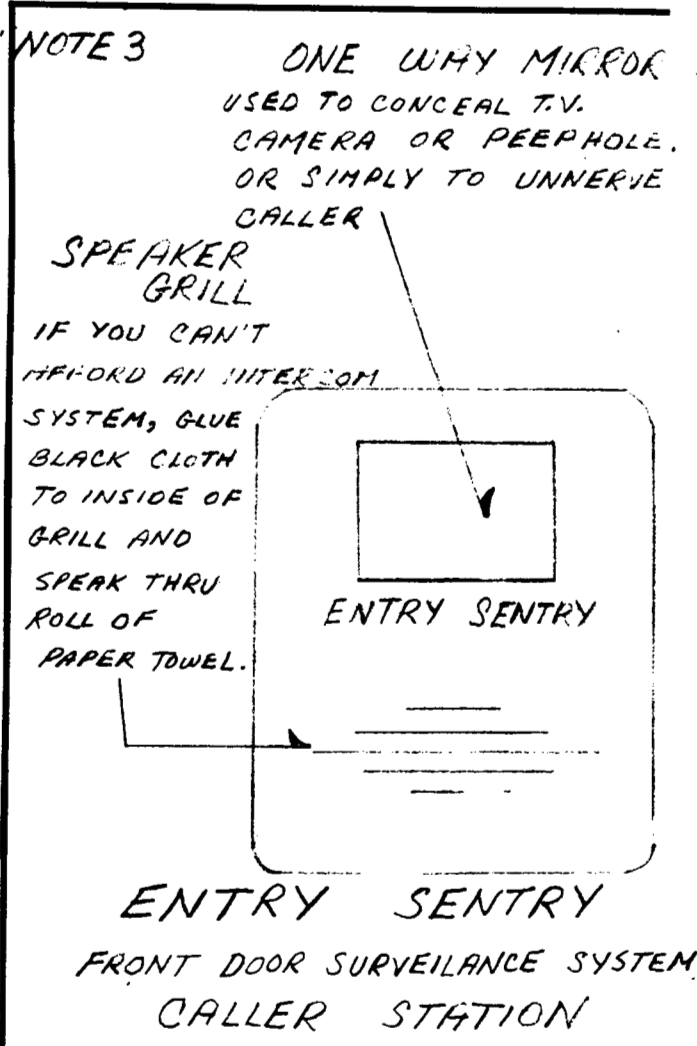 NOTE 3
ONE WAY MIRROR
USED TO CONCEAL T.V.
CAMERA OR PEEPHOLE.
OR SIMPLY TO UNNERVE
CALLER
SPEAKER
GRILL
IF YOU CAN'T
AFFORD AN INTERCOM
SYSTEM, GLUE
BLACK CLOTH
TO INSIDE OF
GRILL AND
SPEAK THRU
ROLL OF
PAPER TOWEL.
ENTRY SENTRY
ENTRY SENTRY
FRONT DOOR SURVEILANCE SYSTEM
CALLER STATION